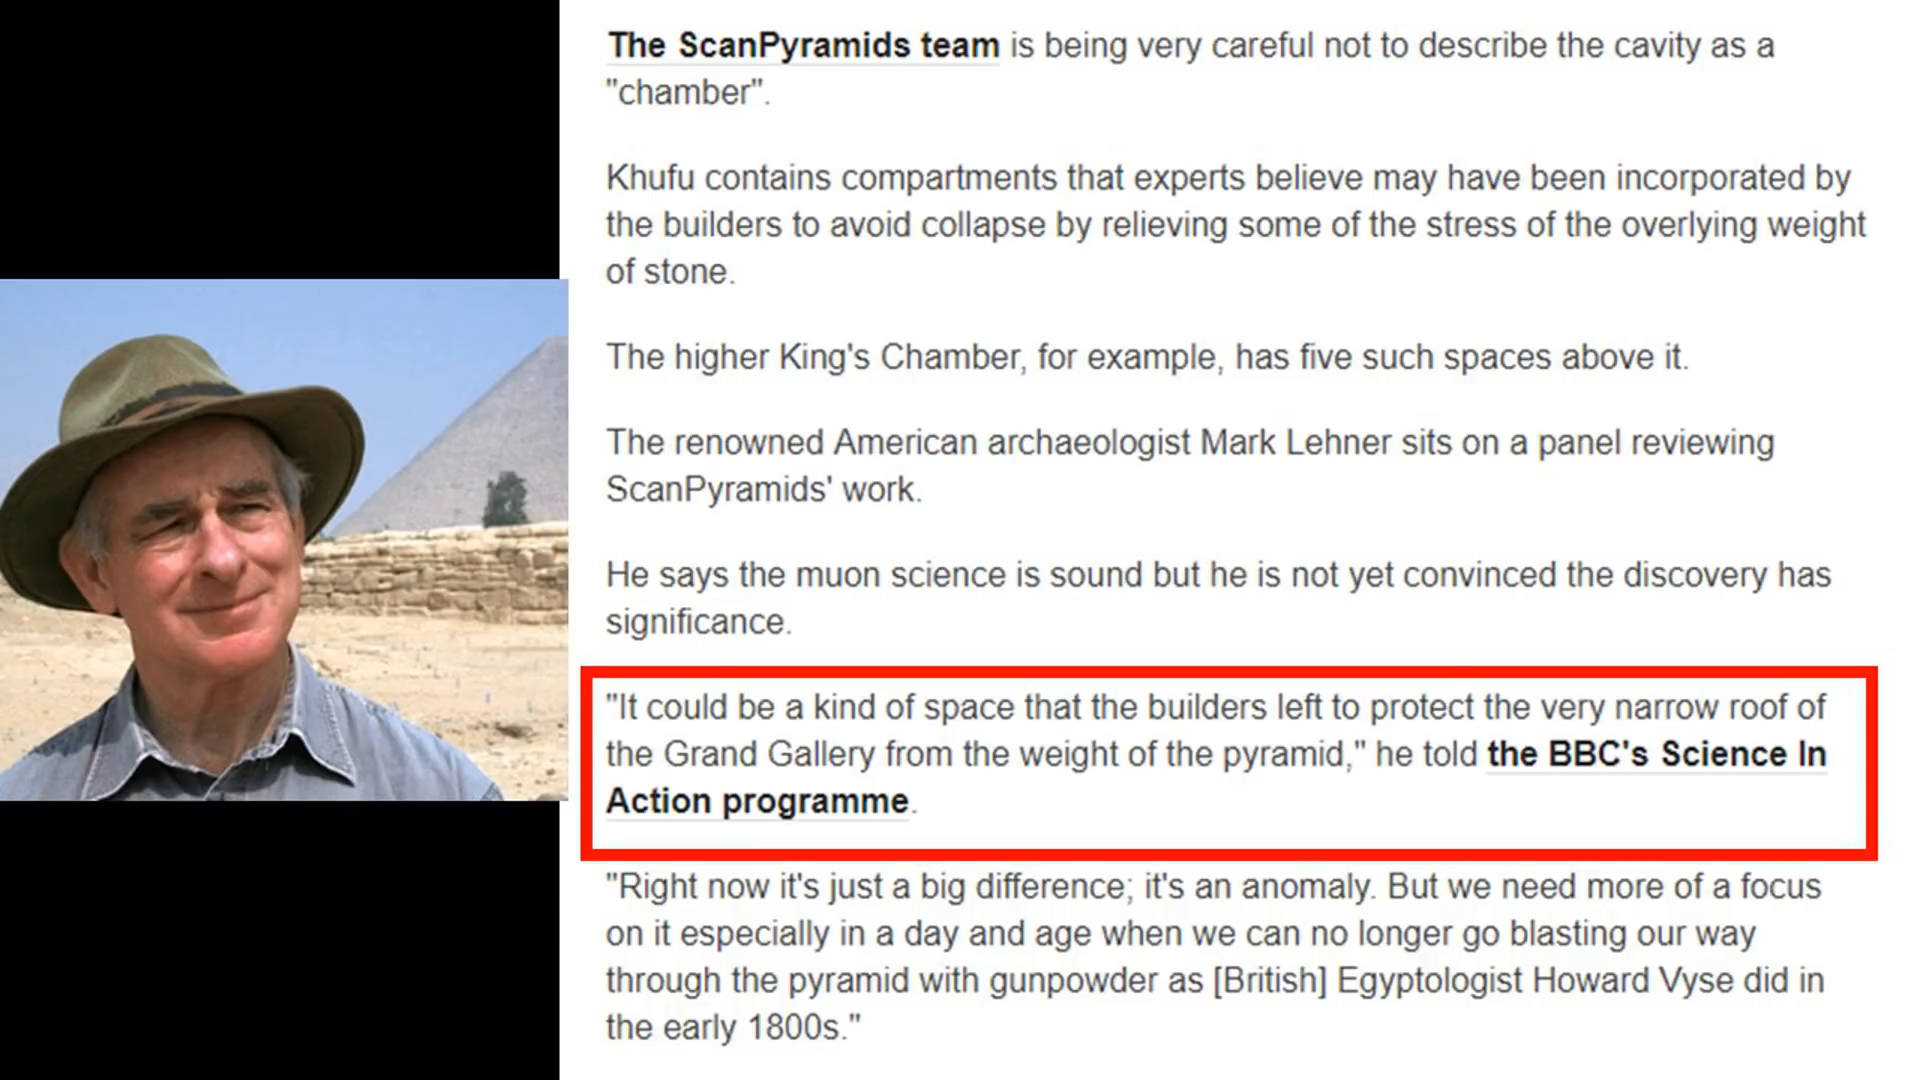 The ScanPyramids team is being very careful not to describe the cavity as a
"chamber".
Khufu contains compartments that experts believe may have been incorporated by
the builders to avoid collapse by relieving some of the stress of the overlying weight
of stone.
The higher King's Chamber, for example, has five such spaces above it.
The renowned American archaeologist Mark Lehner sits on a panel reviewing
ScanPyramids' work.
He says the muon science is sound but he is not yet convinced the discovery has
significance.
"It could be a kind of space that the builders left to protect the very narrow roof of
the Grand Gallery from the weight of the pyramid," he told the BBC's Science In
Action programme.
"Right now it's just a big difference; it's an anomaly. But we need more of a focus
on it especially in a day and age when we can no longer go blasting our way
through the pyramid with gunpowder as [British] Egyptologist Howard Vyse did in
the early 1800s."